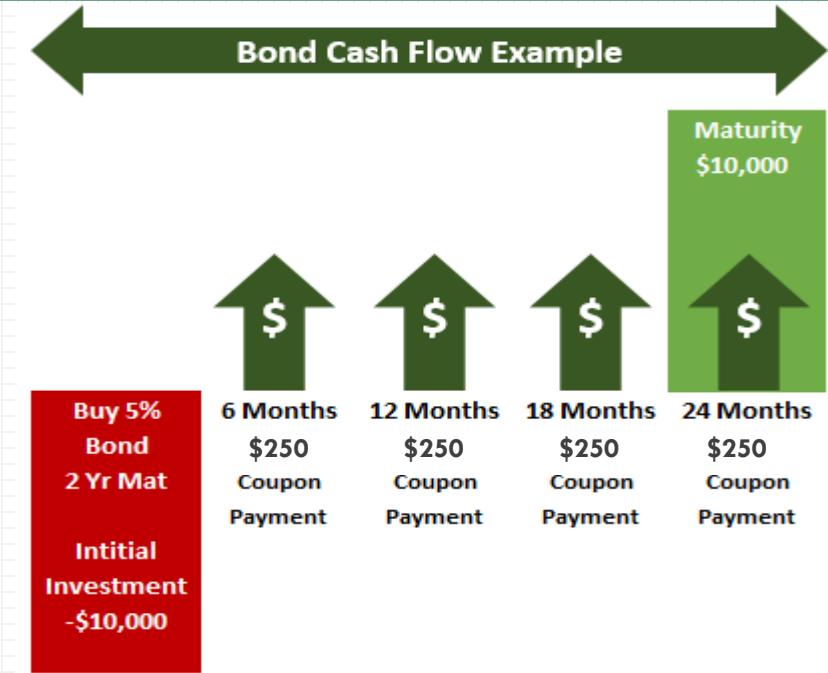 Bond Cash Flow Example
Maturity
$10,000
$
$
$
$
Buy 5%
Bond
2 Yr Mat
Intitial
Investment
-$10,000
6 Months
$250
Coupon
Payment
12 Months
$250
Coupon
Payment
18 Months
$250
Coupon
Payment
24 Months
$250
Coupon
Payment